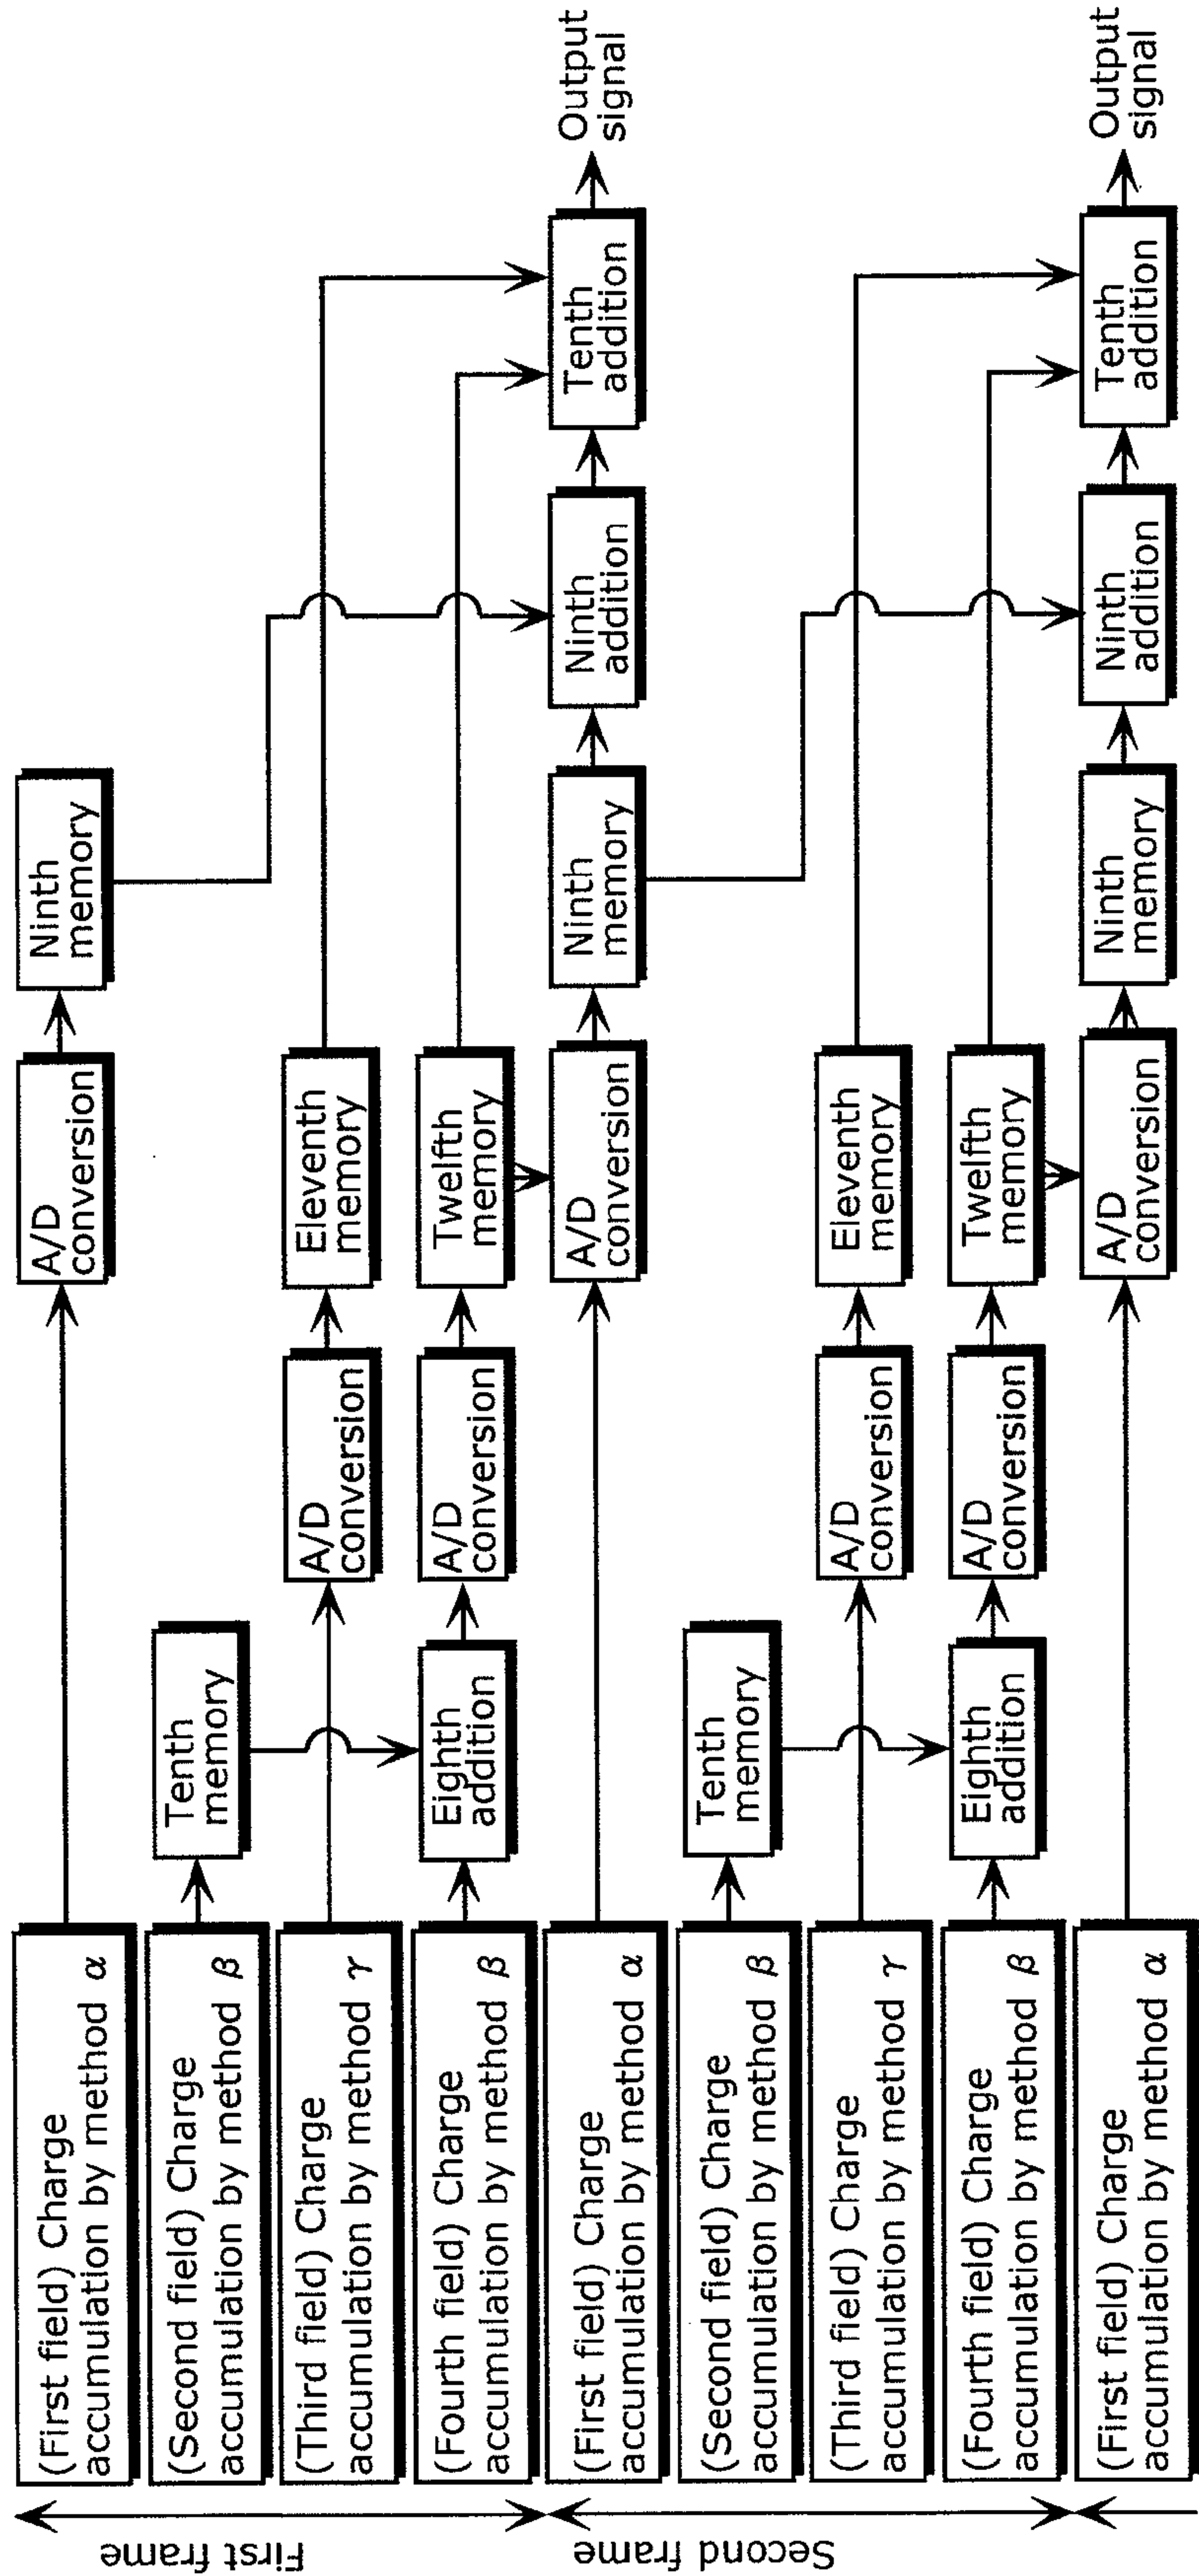 First frame
(First field) Charge
accumulation by method α
A/D
conversion
Ninth
memory
(Second field) Charge
accumulation by method β
Tenth
memory
(Third field) Charge
accumulation by method γ
A/D
conversion
Eleventh
memory
(Fourth field) Charge
accumulation by method β
Eighth
addition
A/D
conversion
Twelfth
memory
Second frame
(First field) Charge
accumulation by method α
A/D
conversion
Ninth
memory
Ninth
addition
Tenth
addition
Output
signal
(Second field) Charge
accumulation by method β
Tenth
memory
(Third field) Charge
accumulation by method γ
A/D
conversion
Eleventh
memory
(Fourth field) Charge
accumulation by method β
Eighth
addition
A/D
conversion
Twelfth
memory
(First field) Charge
accumulation by method α
A/D
conversion
Ninth
memory
Ninth
addition
Tenth
addition
Output
signal